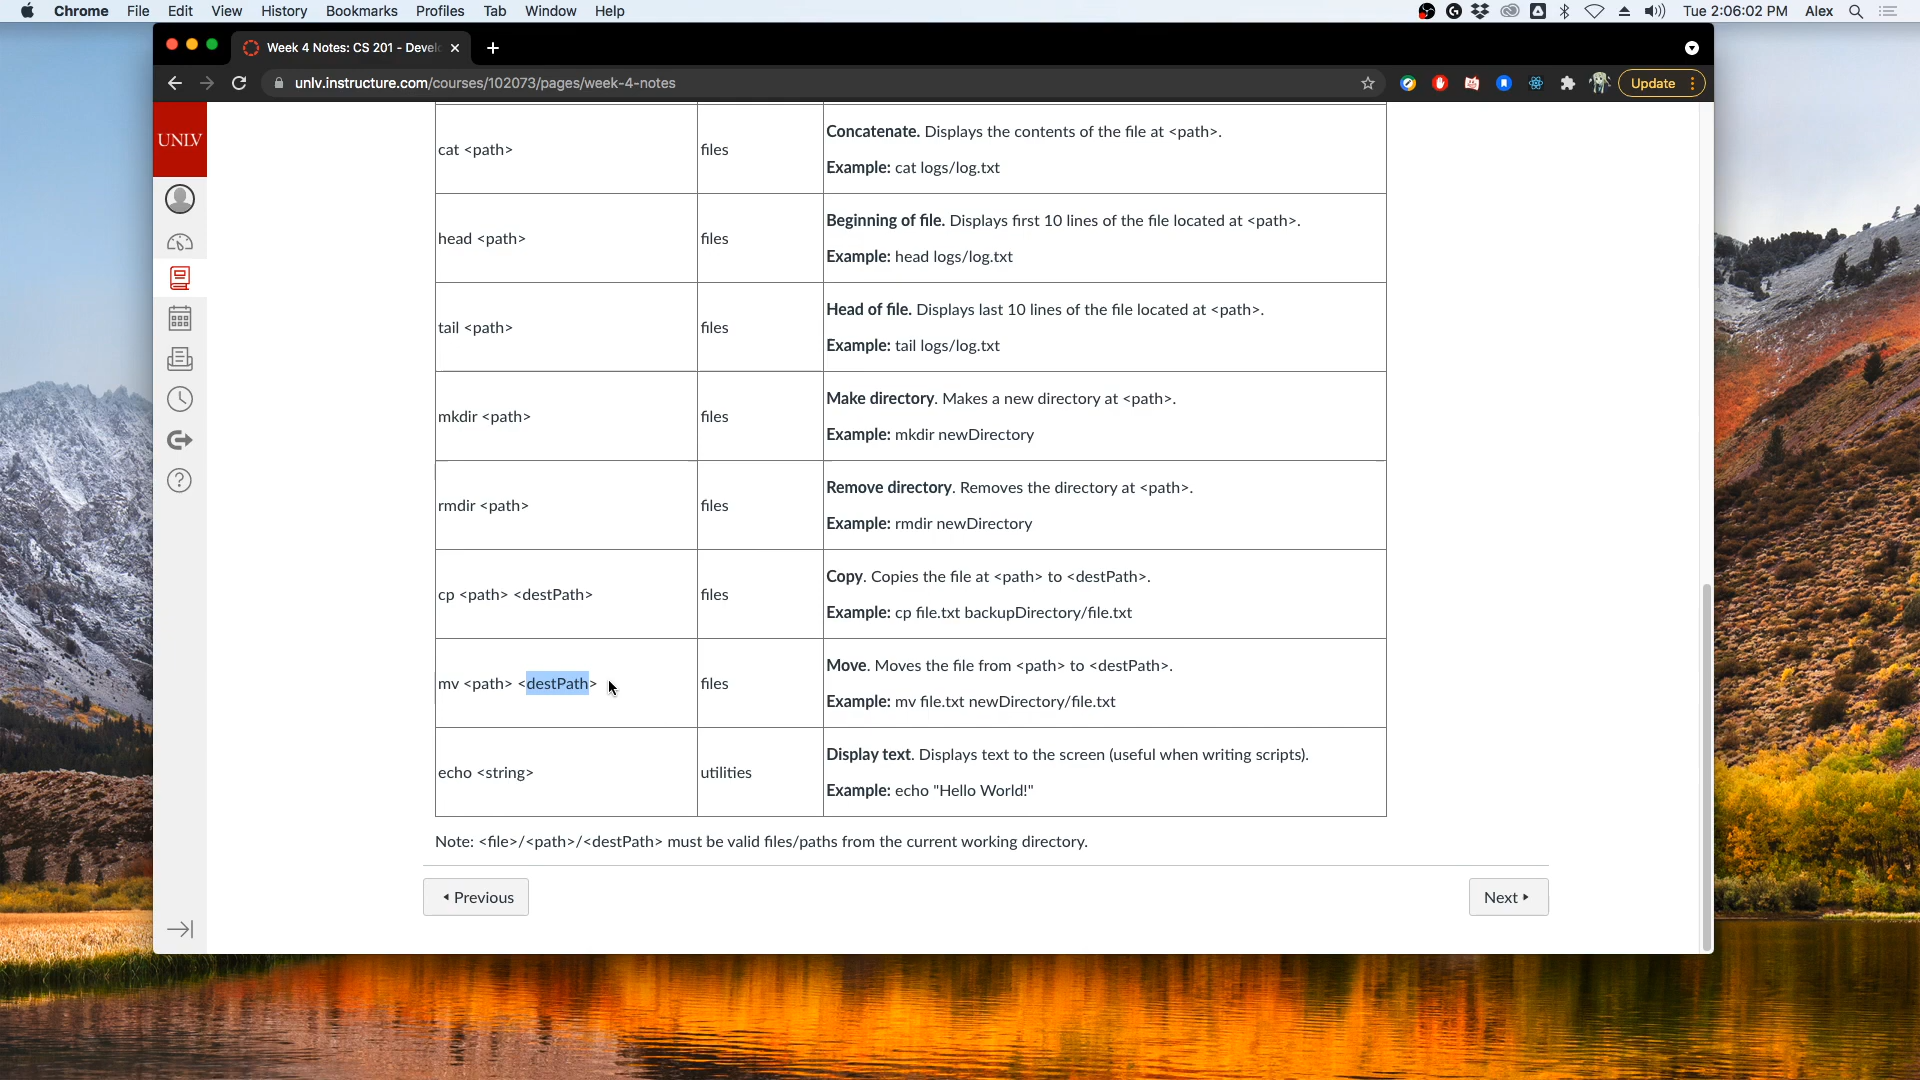 Chrome File Edit View History Bookmarks Profiles Tab Window Help
Tue 2:06:02 PM Alex
Week 4 Notes: CS 201 - Devel
unlv.instructure.com/courses/102073/pages/week-4-notes
Update
UNLV
cat <path>
files
Concatenate. Displays the contents of the file at <path>.
Example: cat logs/log.txt
head <path>
files
Beginning of file. Displays first 10 lines of the file located at <path>.
Example: head logs/log.txt
tail <path>
files
Head of file. Displays last 10 lines of the file located at <path>.
Example: tail logs/log.txt
mkdir <path>
files
Make directory. Makes a new directory at <path>.
Example: mkdir newDirectory
rmdir <path>
files
Remove directory. Removes the directory at <path>.
Example: rmdir newDirectory
cp <path> <destPath>
files
Copy. Copies the file at <path> to <destPath>.
Example: cp file.txt backupDirectory/file.txt
mv <path> <destPath>
files
Move. Moves the file from <path> to <destPath>.
Example: mv file.txt newDirectory/file.txt
echo <string>
utilities
Display text. Displays text to the screen (useful when writing scripts).
Example: echo "Hello World!"
Note: <file>/<path>/<destPath> must be valid files/paths from the current working directory.
Previous
Next